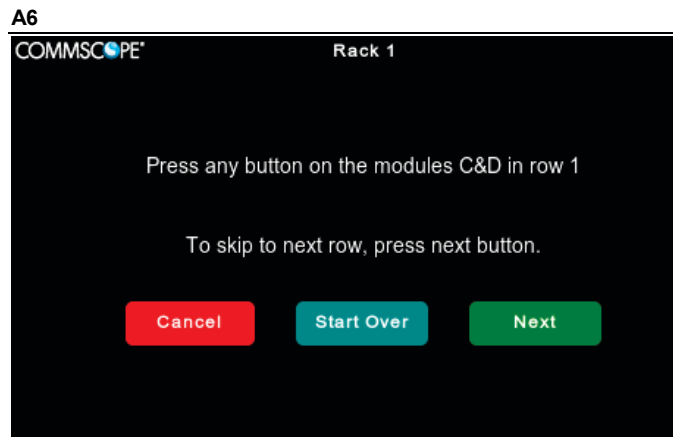 A6
COMMSCOPE®
Rack 1
Press any button on the modules C&D in row 1
To skip to next row, press next button.
Cancel
Start Over
Next